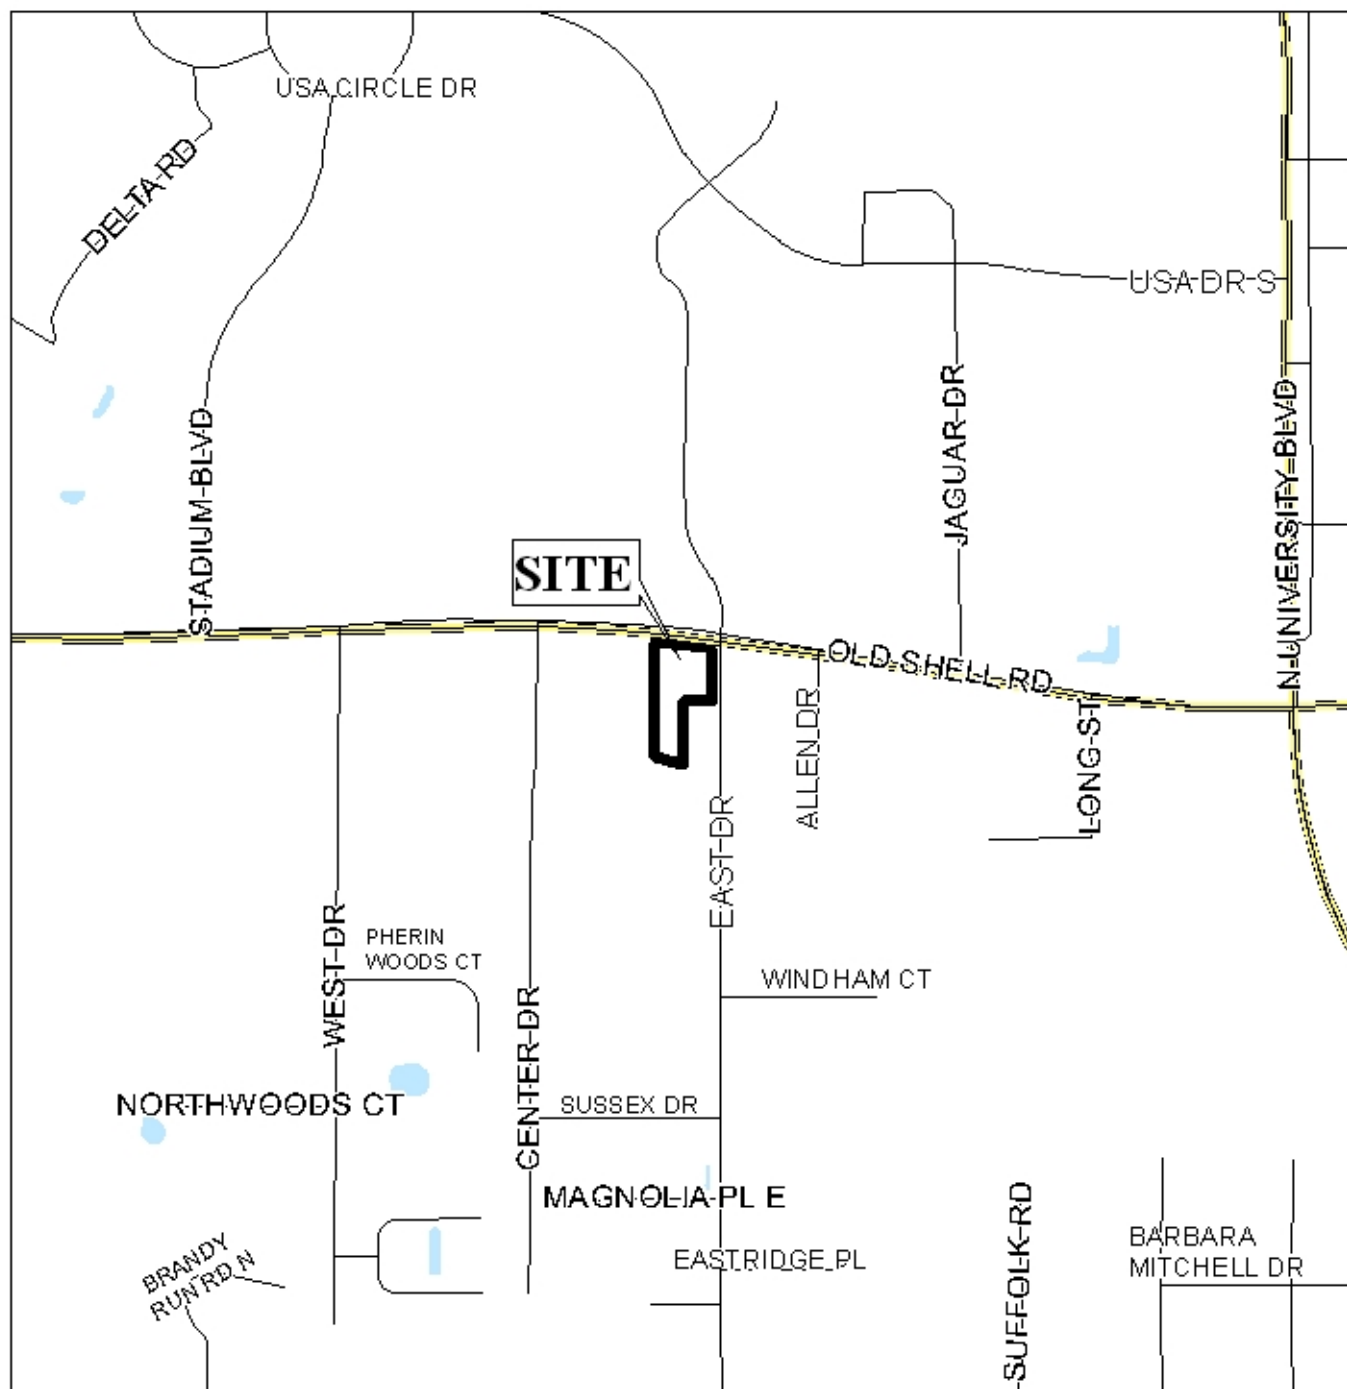 USA CIRCLE DR
DELTA RD
USA DR S
STADIUM BLVD
JAGUAR DR
N UNIVERSITY BLVD
SITE
OLD SHELL RD
ALLEN DR
LONG ST
EAST DR
WEST DR
PHERIN
WOODS CT
WINDHAM CT
CENTER DR
NORTHWOODS CT
SUSSEX DR
MAGNOLIA PL E
SUFFOLK RD
BARBARA
MITCHELL DR
EASTRIDGE PL
BRANDY
RUN RD N